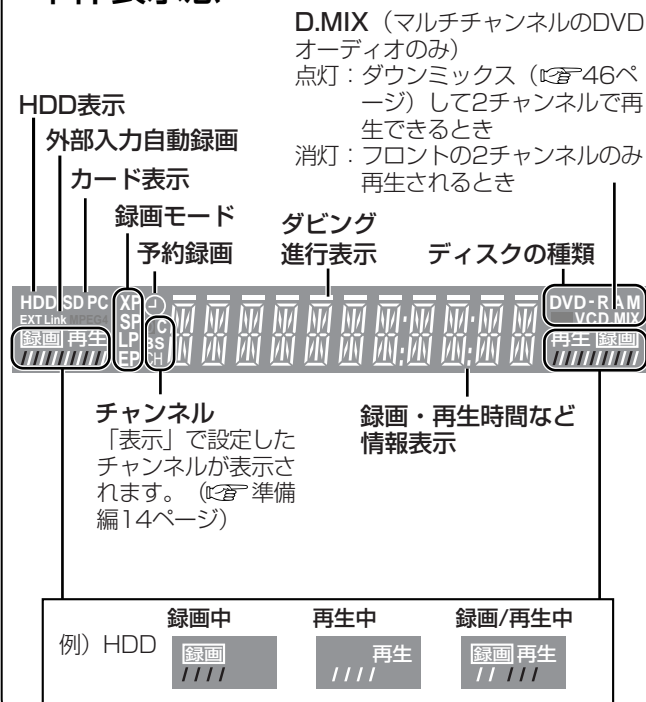 D.MIX（マルチチャンネルのDVD
オーディオのみ）
点灯：ダウンミックス（☞46ペ
ージ）して2チャンネルで再
生できるとき
消灯：フロントの2チャンネルのみ
再生されるとき
HDD表示
外部入力自動録画
カード表示
録画モード
予約録画
ダビング
進行表示
ディスクの種類
HDD SD PC
EXT Link MPEG4
録画 再生
XP
SP
LP
EP
C
BS
CH
DVD-RAM
VCD.MIX
再生 録画
チャンネル
「表示」で設定した
チャンネルが表示さ
れます。（☞準備
編14ページ）
録画・再生時間など
情報表示
録画中
再生中
録画/再生中
例）HDD
録画
再生
録画 再生